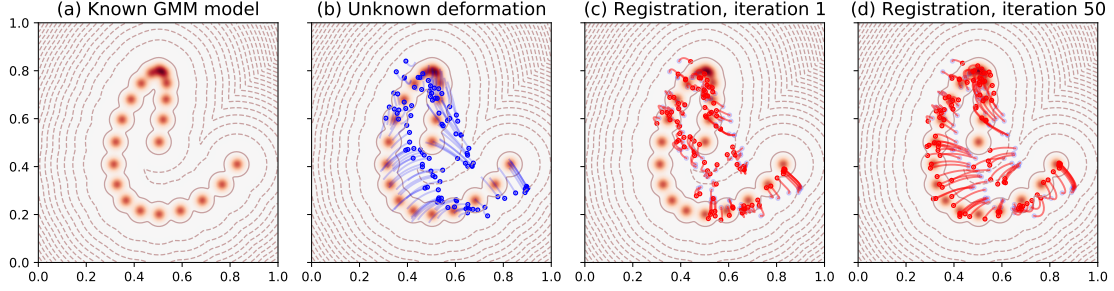 (a) Known GMM model
(b) Unknown deformation
(c) Registration, iteration 1
(d) Registration, iteration 50
1.0
0.8
0.6
0.4
0.2
0.0
0.0 0.2 0.4 0.6 0.8 1.0
0.0 0.2 0.4 0.6 0.8 1.0
0.0 0.2 0.4 0.6 0.8 1.0
0.0 0.2 0.4 0.6 0.8 1.0